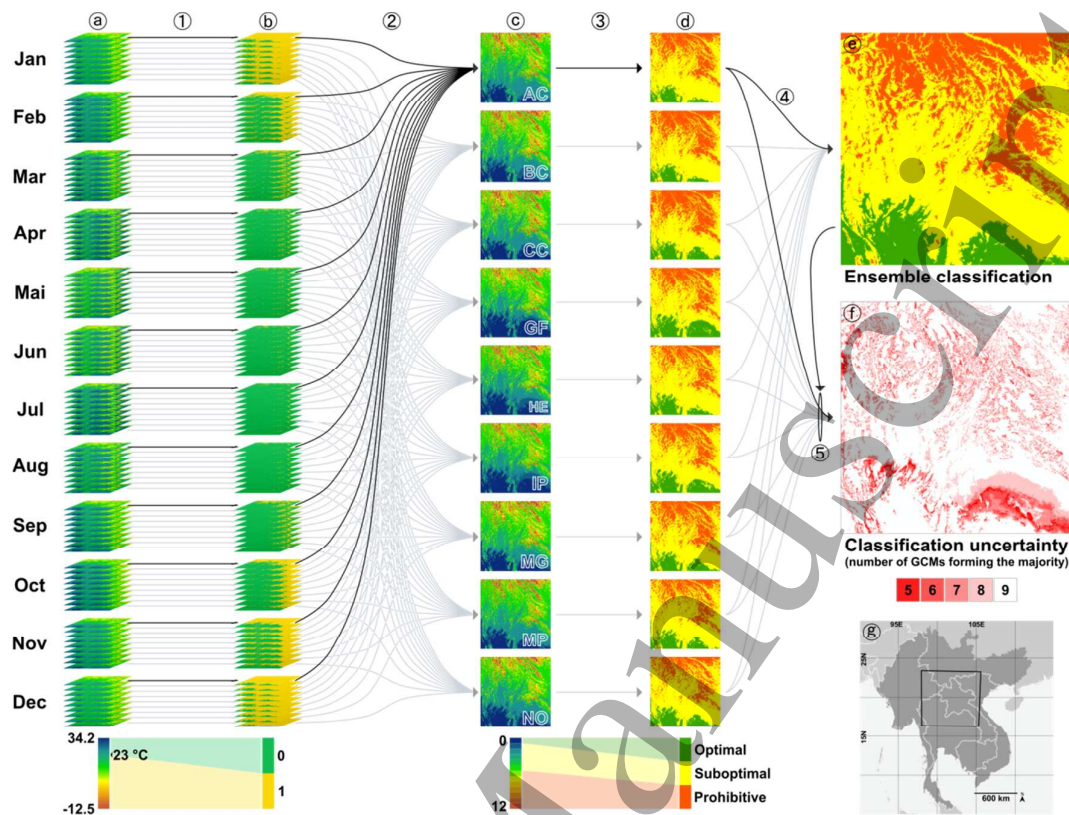 ⓐ ① ⓑ ② ⓒ ③ ⓓ
Jan
Feb
Mar
Apr
Mai
Jun
Jul
Aug
Sep
Oct
Nov
Dec
AC
BC
CC
GF
HE
IP
MG
MP
NO
④
⑤
ⓔ
Ensemble classification
ⓕ
Classification uncertainty
(number of GCMs forming the majority)
5 6 7 8 9
ⓖ
95E 105E
25N
15N
600 km
34.2
23 °C
-12.5
0
1
0
12
Optimal
Suboptimal
Prohibitive